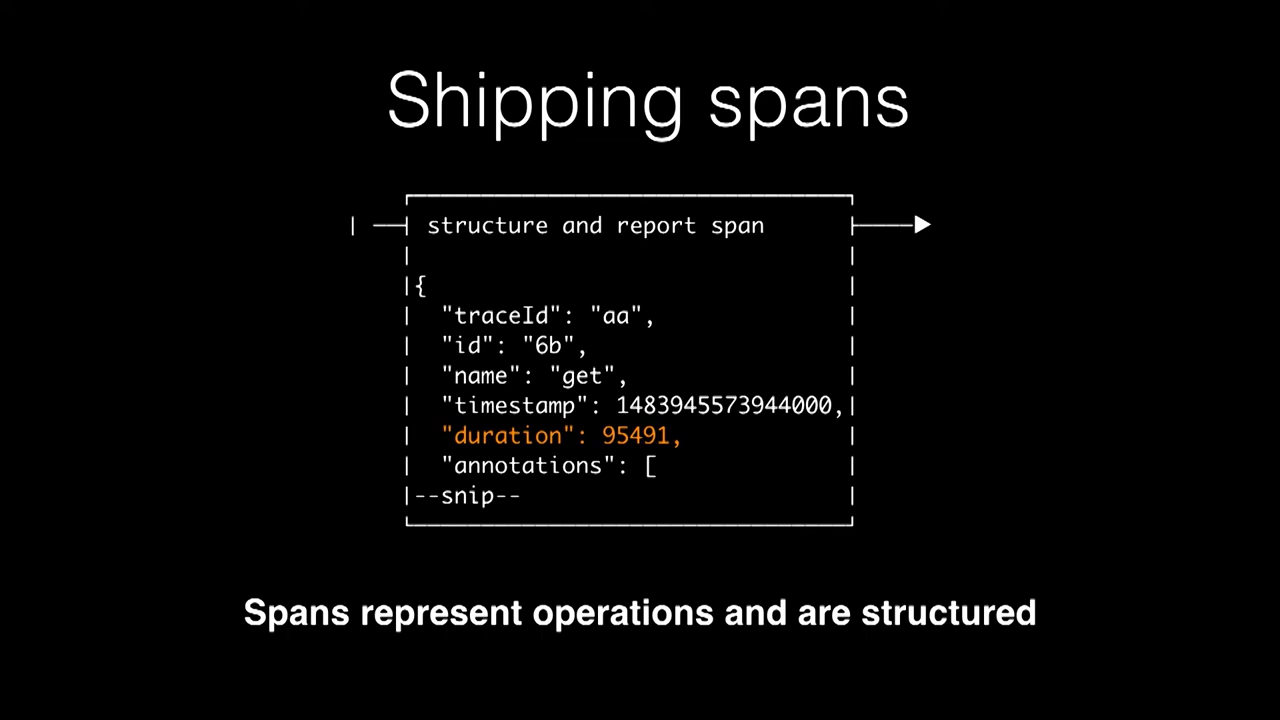 Shipping spans
structure and report span
{
"traceId": "aa",
"id": "6b",
"name": "get",
"timestamp": 1483945573944000,
"duration": 95491,
"annotations": [
--snip--
Spans represent operations and are structured